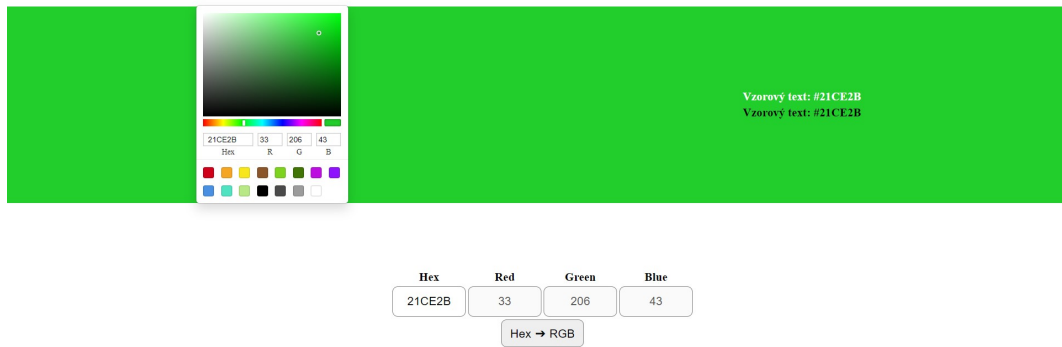 Vzorový text: #21CE2B
Vzorový text: #21CE2B
21CE2B 33 206 43
Hex R G B
Hex Red Green Blue
21CE2B 33 206 43
Hex ➔ RGB